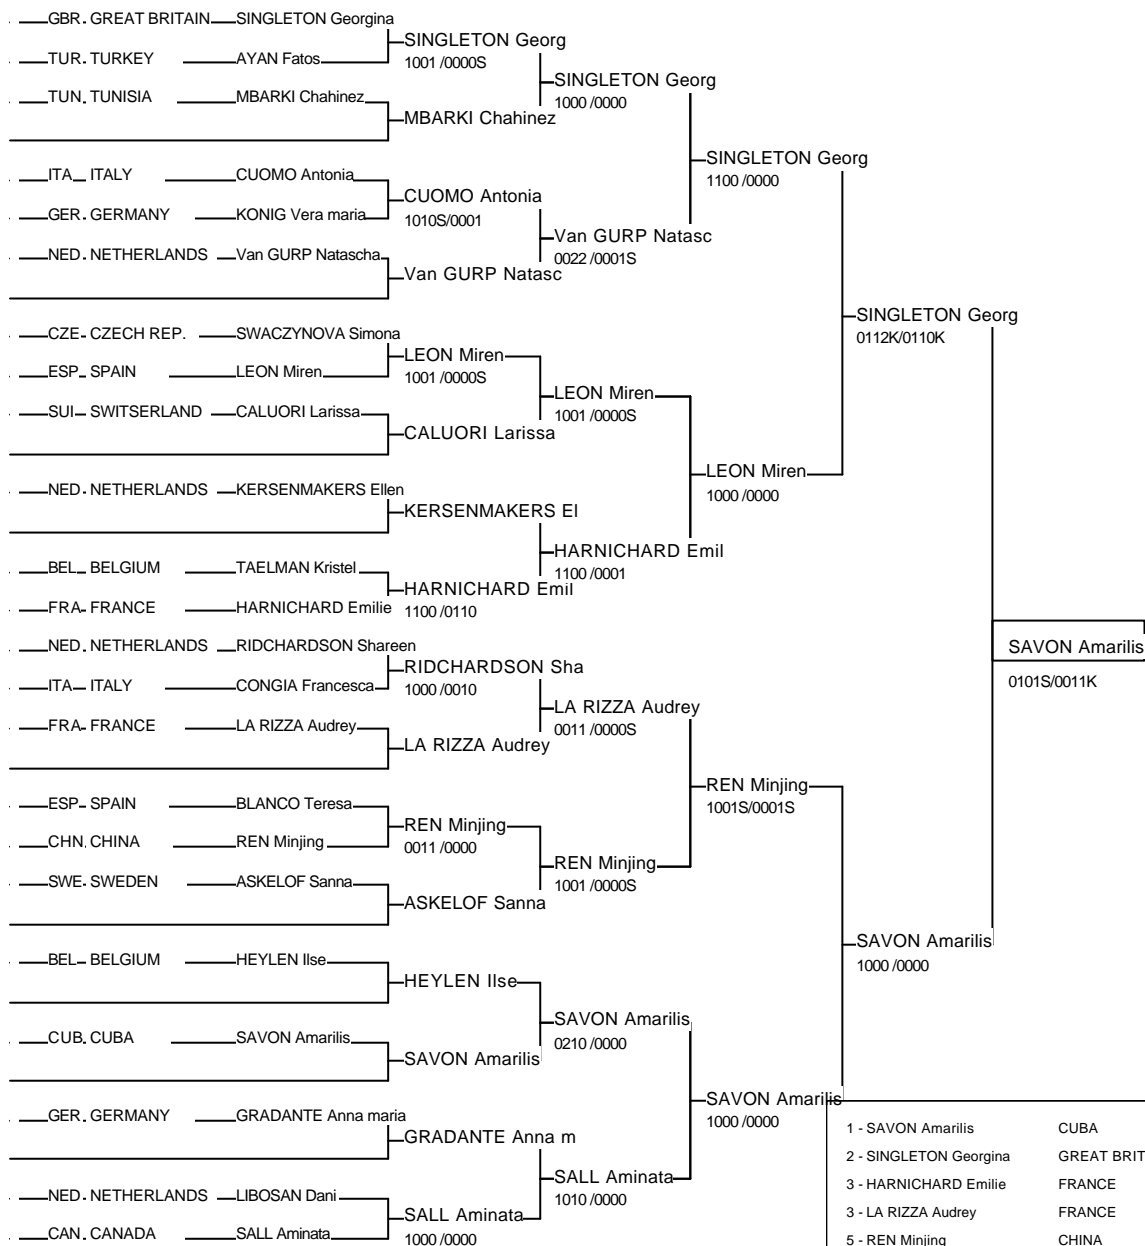 GBR. GREAT BRITAIN SINGLETON Georgina
SINGLETON Georg
TUR. TURKEY AYAN Fatos
1001 /0000S
SINGLETON Georg
1000 /0000
TUN. TUNISIA MBARKI Chahinez
MBARKI Chahinez
SINGLETON Georg
1100 /0000
ITA ITALY CUOMO Antonia
CUOMO Antonia
GER. GERMANY KONIG Vera maria
1010S/0001
Van GURP Natasc
0022 /0001S
NED. NETHERLANDS Van GURP Natascha
Van GURP Natasc
SINGLETON Georg
0112K/0110K
CZE CZECH REP. SWACZYNOVA Simona
LEON Miren
ESP SPAIN LEON Miren
1001 /0000S
LEON Miren
1001 /0000S
SUI SWITSERLAND CALUORI Larissa
CALUORI Larissa
LEON Miren
1000 /0000
NED. NETHERLANDS KERSENMAKERS Ellen
KERSENMAKERS El
HARNICHARD Emil
1100 /0001
BEL BELGIUM TAELMAN Kristel
HARNICHARD Emil
FRA FRANCE HARNICHARD Emilie
1100 /0110
NED. NETHERLANDS RIDCHARDSON Shareen
SAVON Amarilis
0101S/0011K
RIDCHARDSON Sha
ITA ITALY CONGIA Francesca
1000 /0010
LA RIZZA Audrey
0011 /0000S
FRA FRANCE LA RIZZA Audrey
LA RIZZA Audrey
REN Minjing
1001S/0001S
ESP SPAIN BLANCO Teresa
REN Minjing
CHN. CHINA REN Minjing
0011 /0000
REN Minjing
1001 /0000S
SWE. SWEDEN ASKELOF Sanna
ASKELOF Sanna
SAVON Amarilis
1000 /0000
BEL BELGIUM HEYLEN Ilse
HEYLEN Ilse
SAVON Amarilis
0210 /0000
CUB. CUBA SAVON Amarilis
SAVON Amarilis
SAVON Amarilis
1000 /0000
GER. GERMANY GRADANTE Anna maria
GRADANTE Anna m
SALL Aminata
1010 /0000
NED. NETHERLANDS LIBOSAN Dani
SALL Aminata
CAN. CANADA SALL Aminata
1000 /0000
1 - SAVON Amarilis CUBA
2 - SINGLETON Georgina GREAT BRIT
3 - HARNICHARD Emilie FRANCE
3 - LA RIZZA Audrey FRANCE
5 - REN Minjing CHINA